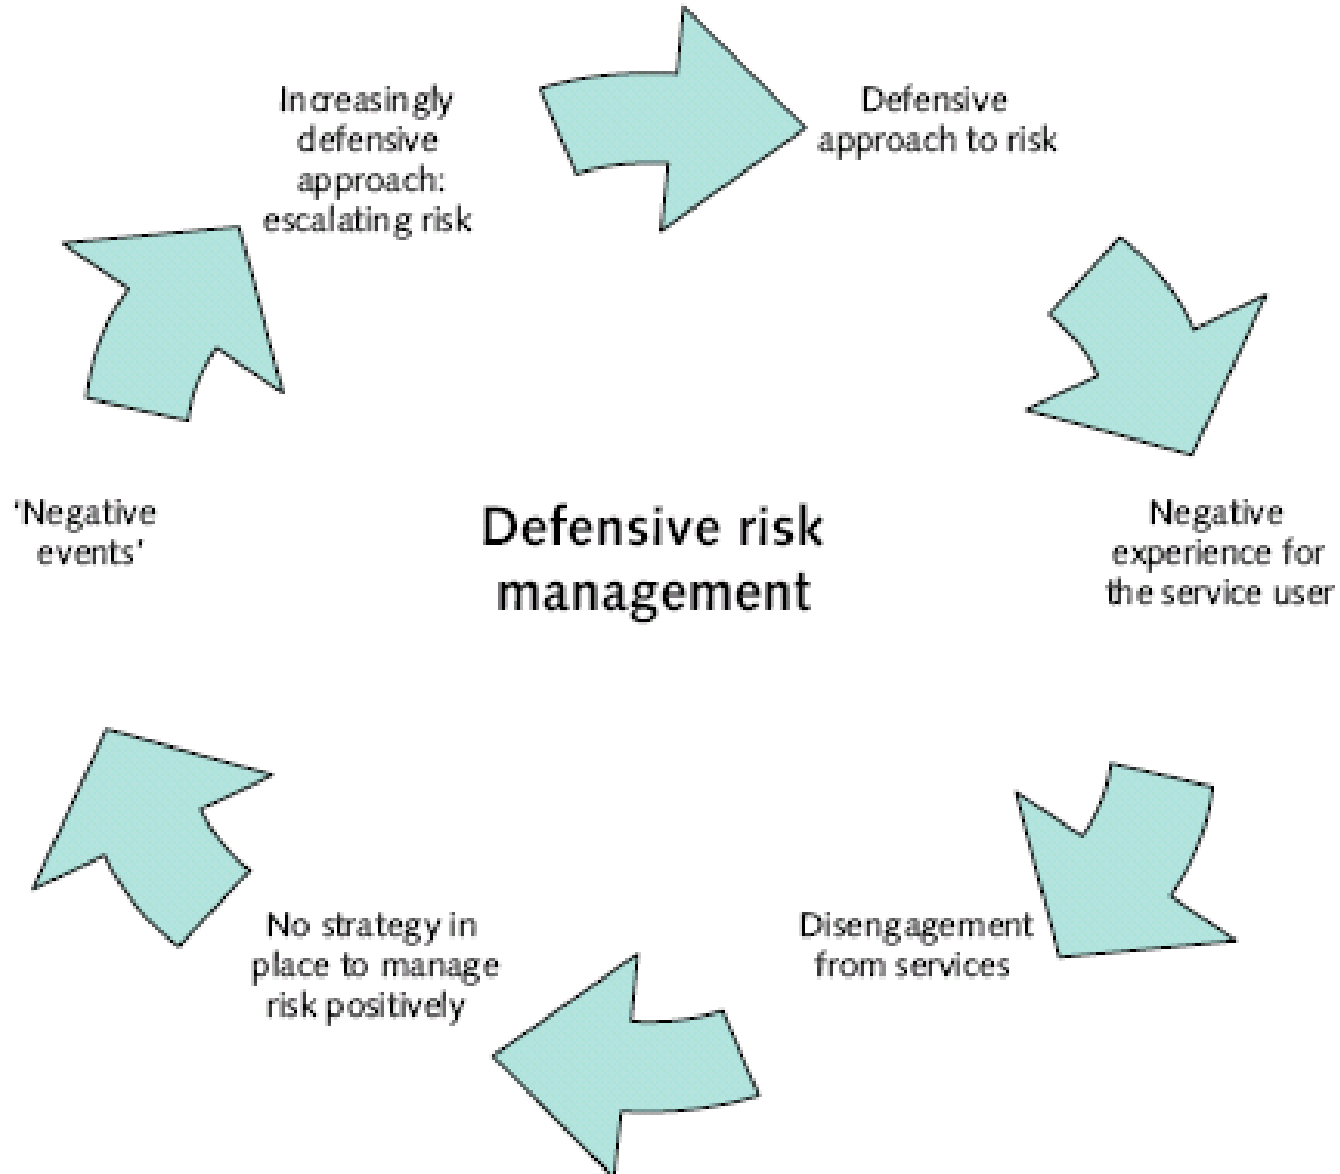 Increasingly
defensive
approach:
escalating risk
Defensive
approach to risk
Negative
experience for
the service user
Disengagement
from services
No strategy in
place to manage
risk positively
'Negative
events'
Defensive risk
management